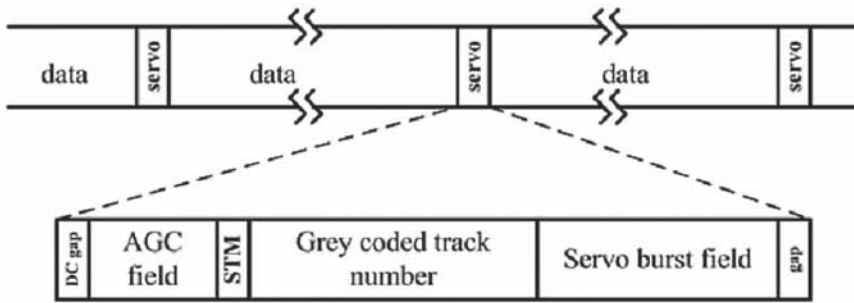 data servo data servo data servo
DC gap AGC field STM Grey coded track number Servo burst field gap